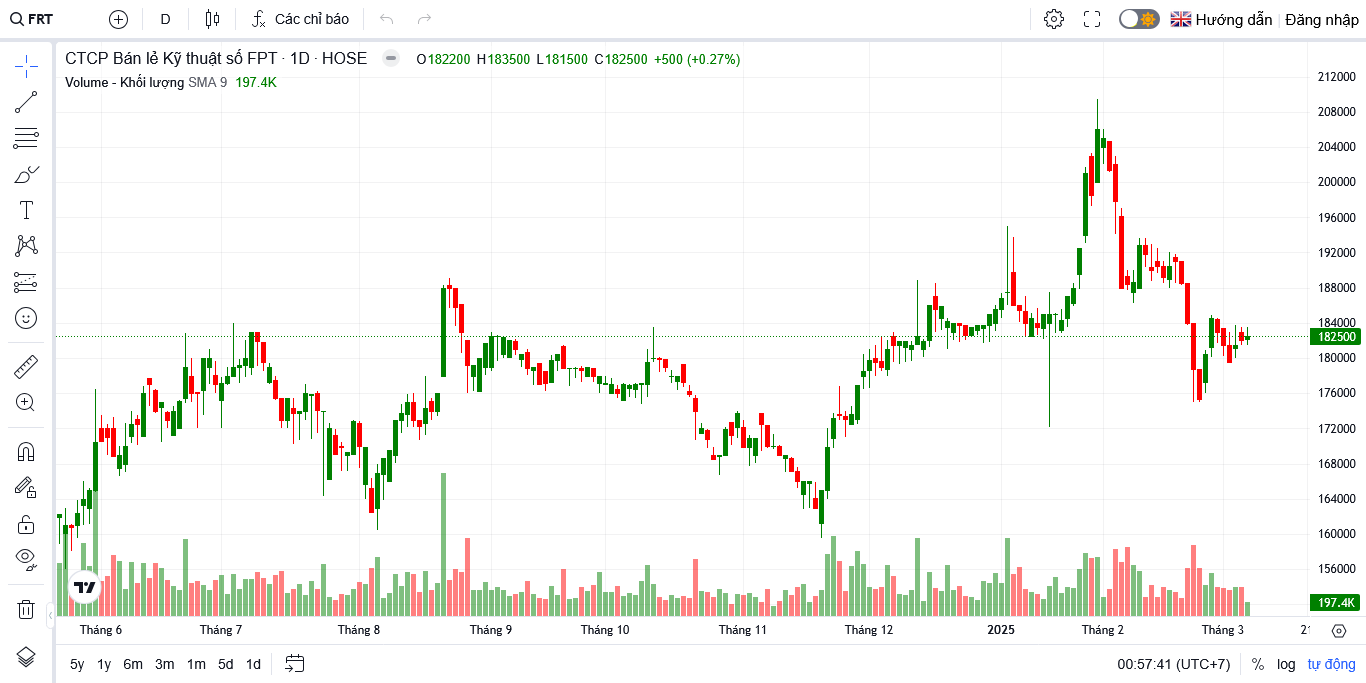 FRT D Các chỉ báo Hướng dẫn Đăng nhập
CTCP Bán lẻ Kỹ thuật số FPT · 1D · HOSE O182200 H183500 L181500 C182500 +500 (+0.27%)
Volume - Khối lượng SMA 9 197.4K
212000
208000
204000
200000
196000
192000
188000
184000
182500
180000
176000
172000
168000
164000
160000
156000
197.4K
Tháng 6 Tháng 7 Tháng 8 Tháng 9 Tháng 10 Tháng 11 Tháng 12 2025 Tháng 2 Tháng 3 21
5y 1y 6m 3m 1m 5d 1d 00:57:41 (UTC+7) % log tự động